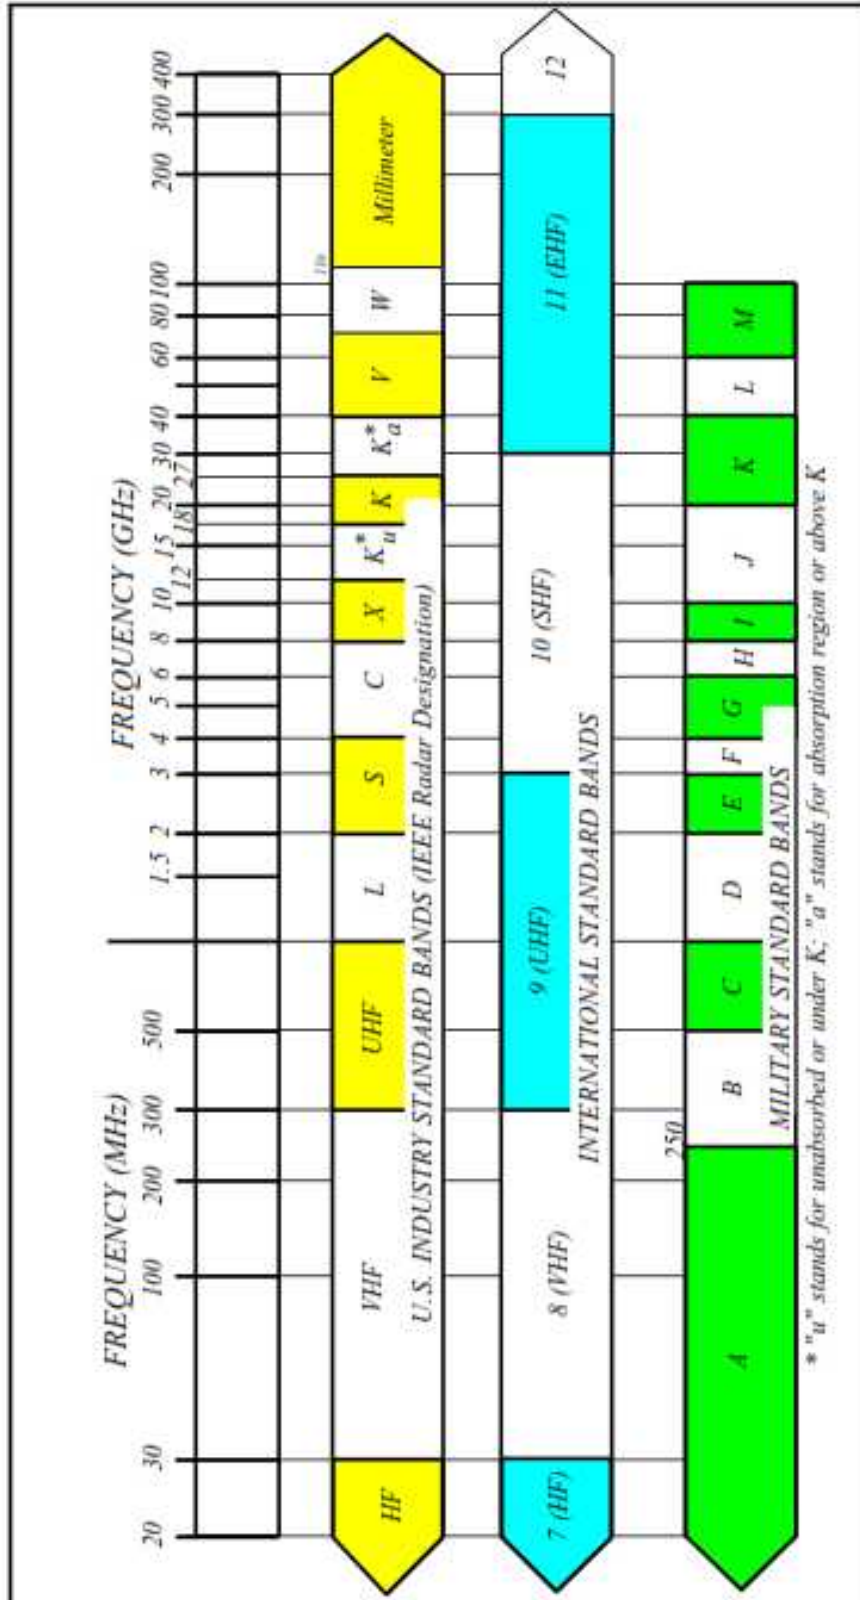 FREQUENCY (MHz) FREQUENCY (GHz)
20 30 100 200 300 500 1.5 2 3 4 5 6 8 10 12 15 18 20 27 30 40 60 80 100 200 300 400
110
HF VHF UHF L S C X K*u K K*a V W Millimeter
U.S. INDUSTRY STANDARD BANDS (IEEE Radar Designation)
7 (HF) 8 (VHF) 9 (UHF) 10 (SHF) 11 (EHF) 12
INTERNATIONAL STANDARD BANDS
250
A B C D E F G H I J K L M
MILITARY STANDARD BANDS
* "u" stands for unabsorbed or under K; "a" stands for absorption region or above K